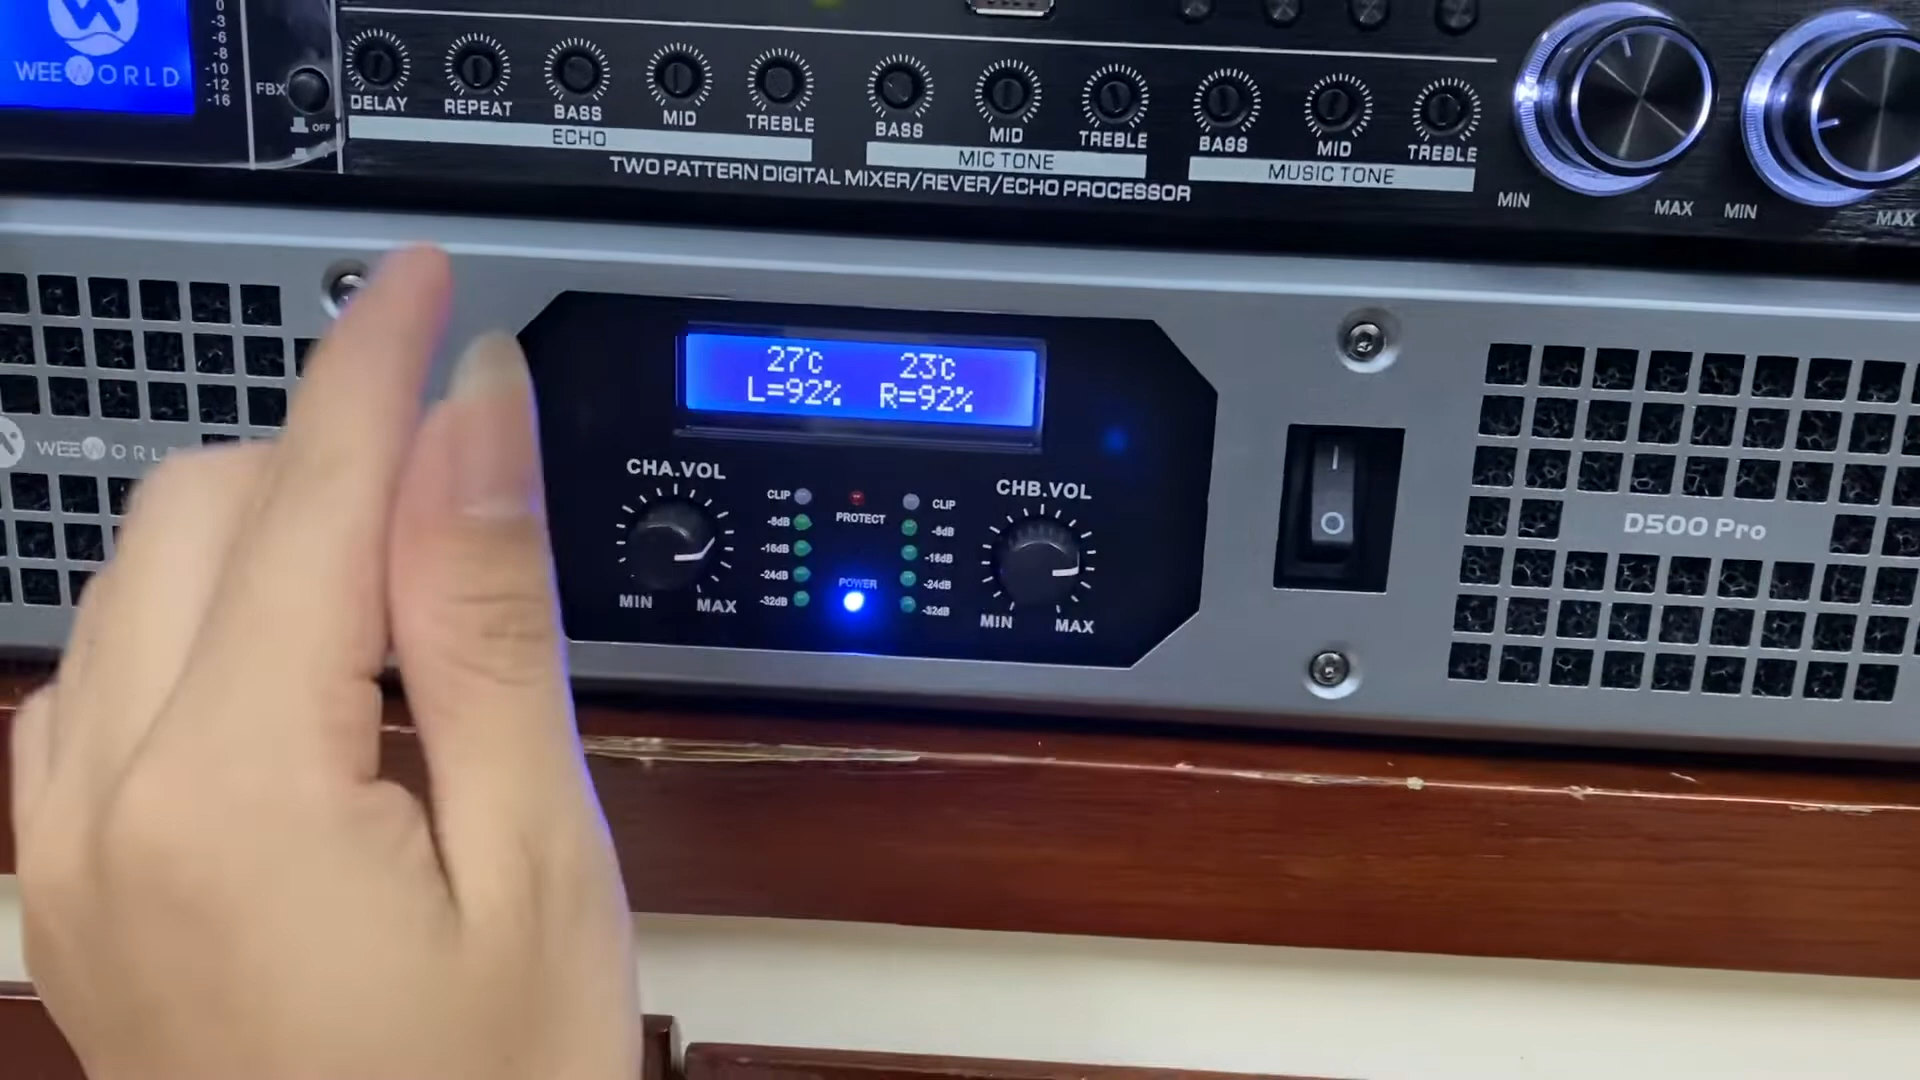 WEEWORLD
0
-3
-6
-8
-10
-12
-16
FBX
OFF
DELAY
REPEAT
BASS
MID
TREBLE
ECHO
BASS
MID
TREBLE
MIC TONE
BASS
MID
TREBLE
MUSIC TONE
TWO PATTERN DIGITAL MIXER/REVER/ECHO PROCESSOR
MIN
MAX
MIN
MAX
WEEWORLD
27°C 23°C
L=92% R=92%
CHA.VOL
MIN
MAX
CLIP
-8dB
-16dB
-24dB
-32dB
PROTECT
POWER
CLIP
-8dB
-16dB
-24dB
-32dB
CHB.VOL
MIN
MAX
D500 Pro